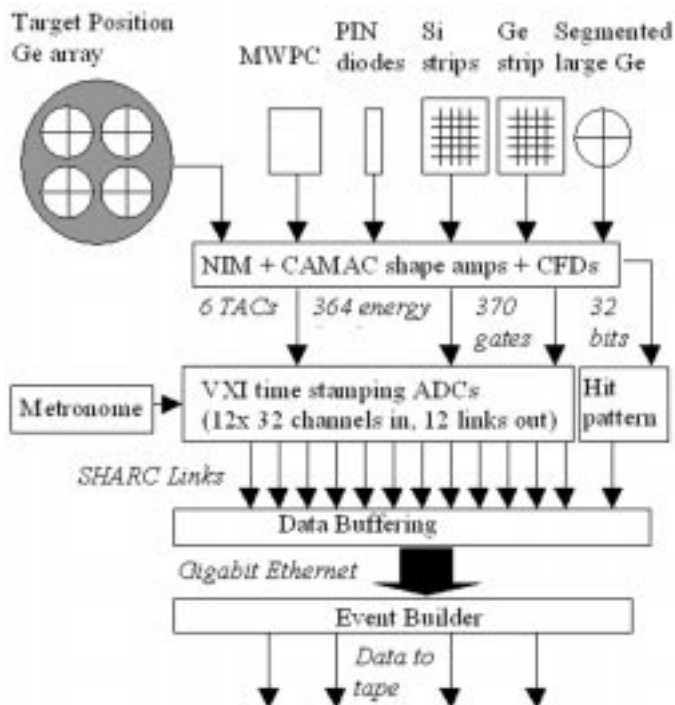 Target Position
Ge array
MWPC
PIN
diodes
Si
strips
Ge
strip
Segmented
large Ge
NIM + CAMAC shape amps + CFDs
6 TACs
364 energy
370
gates
32
bits
Metronome
VXI time stamping ADCs
(12x 32 channels in, 12 links out)
Hit
pattern
SHARC Links
Data Buffering
Gigabit Ethernet
Event Builder
Data to
tape